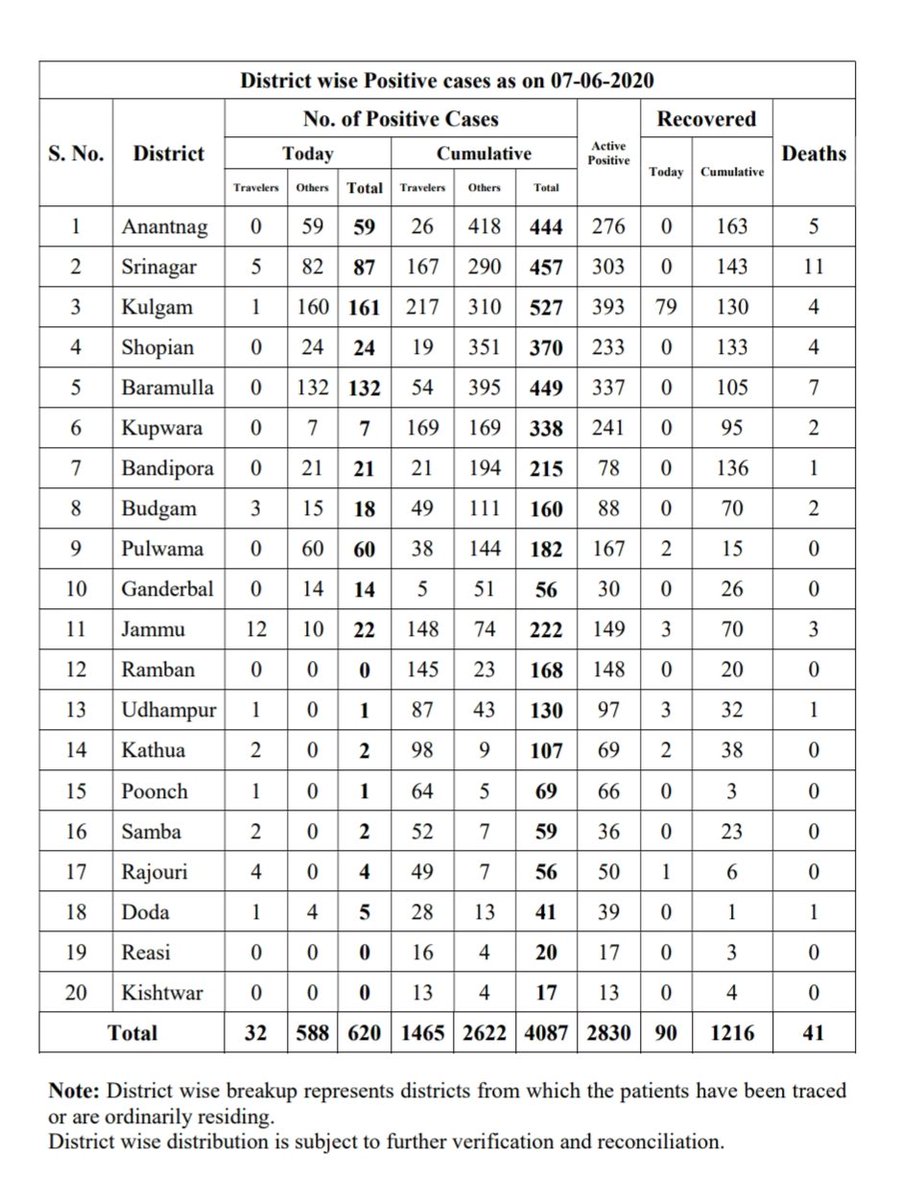 District wise Positive cases as on 07-06-2020
S. No. District No. of Positive Cases Active Positive Recovered Deaths
Today Cumulative Today Cumulative
Travelers Others Total Travelers Others Total
1 Anantnag 0 59 59 26 418 444 276 0 163 5
2 Srinagar 5 82 87 167 290 457 303 0 143 11
3 Kulgam 1 160 161 217 310 527 393 79 130 4
4 Shopian 0 24 24 19 351 370 233 0 133 4
5 Baramulla 0 132 132 54 395 449 337 0 105 7
6 Kupwara 0 7 7 169 169 338 241 0 95 2
7 Bandipora 0 21 21 21 194 215 78 0 136 1
8 Budgam 3 15 18 49 111 160 88 0 70 2
9 Pulwama 0 60 60 38 144 182 167 2 15 0
10 Ganderbal 0 14 14 5 51 56 30 0 26 0
11 Jammu 12 10 22 148 74 222 149 3 70 3
12 Ramban 0 0 0 145 23 168 148 0 20 0
13 Udhampur 1 0 1 87 43 130 97 3 32 1
14 Kathua 2 0 2 98 9 107 69 2 38 0
15 Poonch 1 0 1 64 5 69 66 0 3 0
16 Samba 2 0 2 52 7 59 36 0 23 0
17 Rajouri 4 0 4 49 7 56 50 1 6 0
18 Doda 1 4 5 28 13 41 39 0 1 1
19 Reasi 0 0 0 16 4 20 17 0 3 0
20 Kishtwar 0 0 0 13 4 17 13 0 4 0
Total 32 588 620 1465 2622 4087 2830 90 1216 41
Note: District wise breakup represents districts from which the patients have been traced
or are ordinarily residing.
District wise distribution is subject to further verification and reconciliation.